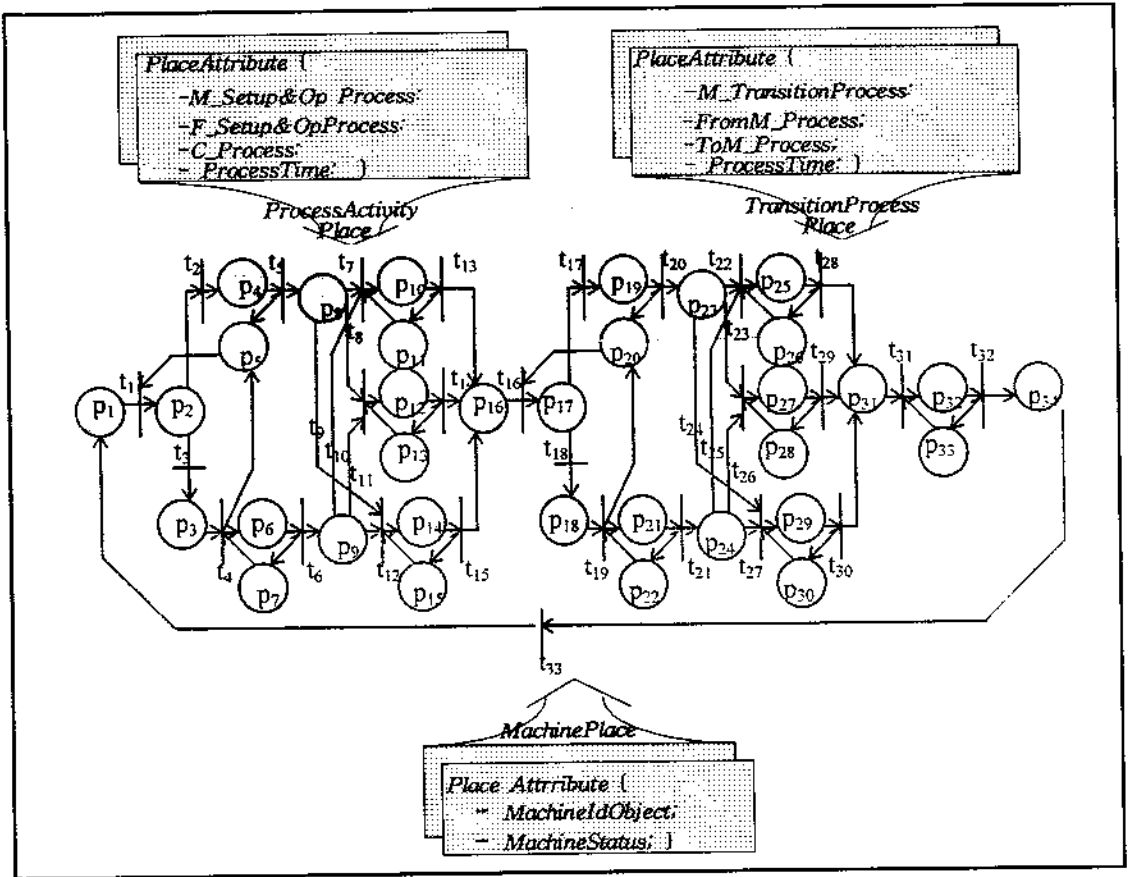 PlaceAttribute {
-M_Setup&Op Process;
-F_Setup&OpProcess;
-C_Process;
- ProcessTime; }
PlaceAttribute {
-M_TransitionProcess;
-FromM_Process;
-ToM_Process;
- ProcessTime; }
ProcessActivity
Place
TransitionProcess
Place
t2 p4 t5 p8 t7 p10 t13
t17 p19 t20 p23 t22 p25 t28
p5 t8 p11
p20 t23 p26
p1 t1 p2 p12 t1 p16 t16 p17
p27 t29 p31 t31 p32 t32 p34
t3 t9 t10 t11 p13
t18 t24 t25 t26 p28 p33
p3 p6 p9 p14
p18 p21 p24 p29
t4 p7 t6 t12 p15 t15
t19 p22 t21 t27 p30 t30
t33
MachinePlace
Place Attrribute {
- MachineIdObject;
- MachineStatus; }